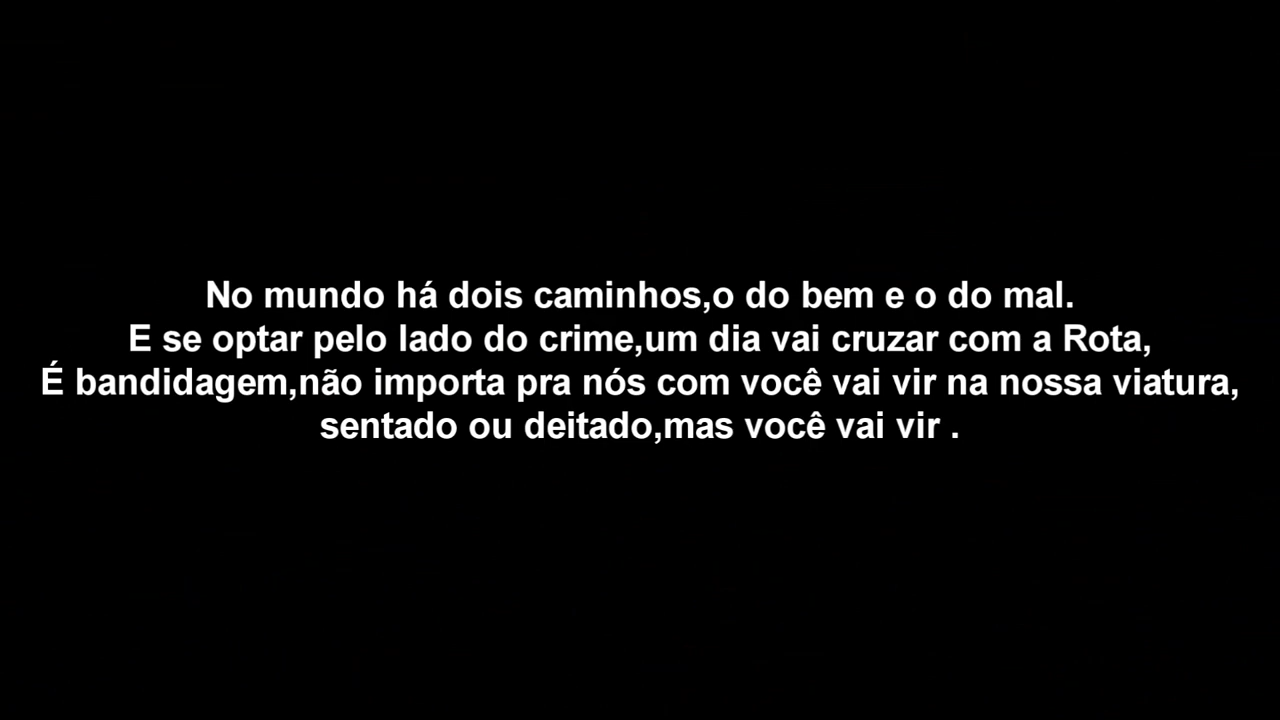 No mundo há dois caminhos,o do bem e o do mal.
E se optar pelo lado do crime,um dia vai cruzar com a Rota,
É bandidagem,não importa pra nós com você vai vir na nossa viatura,
sentado ou deitado,mas você vai vir .